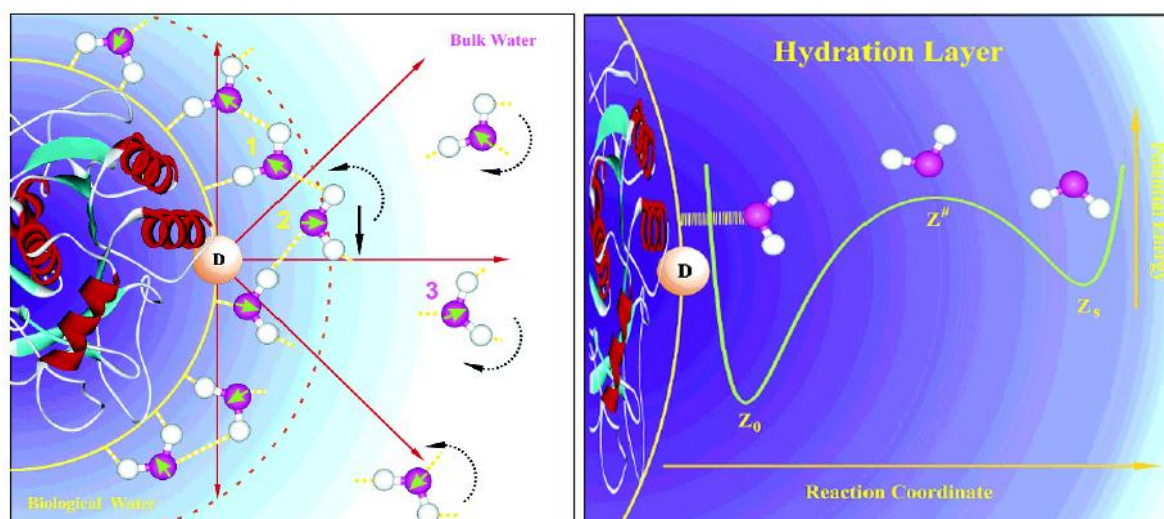 Bulk Water
1
2
D
3
Biological Water
Hydration Layer
Potential Energy
D
Z#
Zs
Z0
Reaction Coordinate